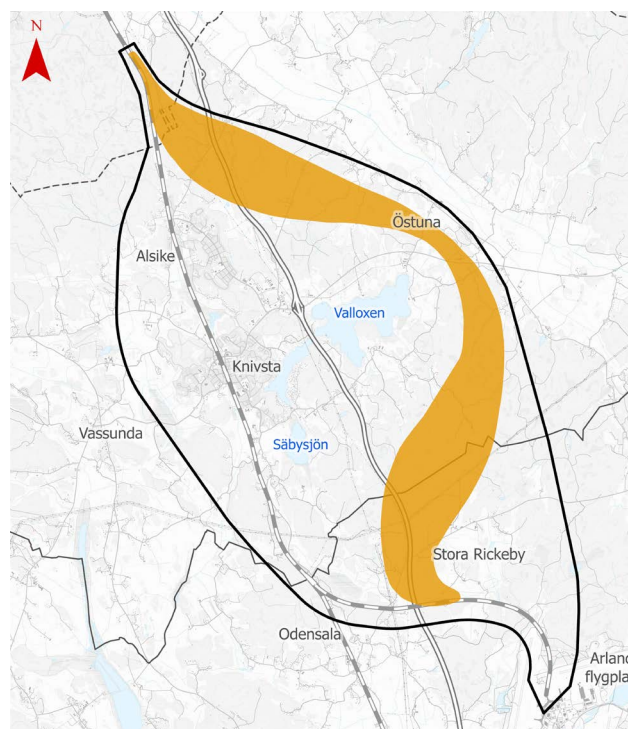 N
Östuna
Alsike
Valloxen
Knivsta
Vassunda
Säbysjön
Stora Rickeby
Odensala
Arland
flygpla